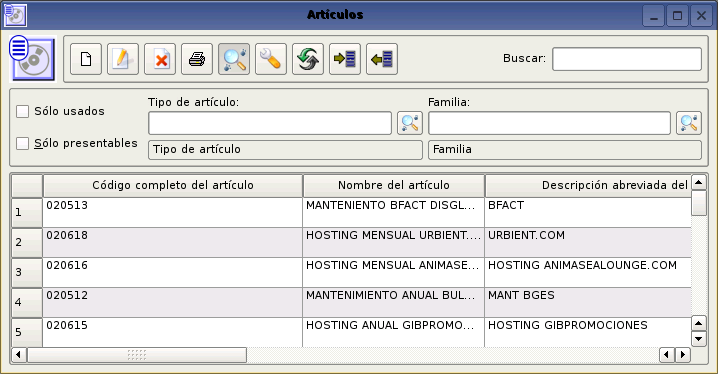 Artículos
Buscar:
Sólo usados
Tipo de artículo:
Familia:
Sólo presentables
Tipo de artículo
Familia
Código completo del artículo Nombre del artículo Descripción abreviada del
1 020513 MANTENIENTO BFACT DISGL... BFACT
2 020618 HOSTING MENSUAL URBIENT.... URBIENT.COM
3 020616 HOSTING MENSUAL ANIMASE... HOSTING ANIMASEALOUNGE.COM
4 020512 MANTENIMIENTO ANUAL BUL... MANT BGES
5 020615 HOSTING ANUAL GIBPROMO... HOSTING GIBPROMOCIONES